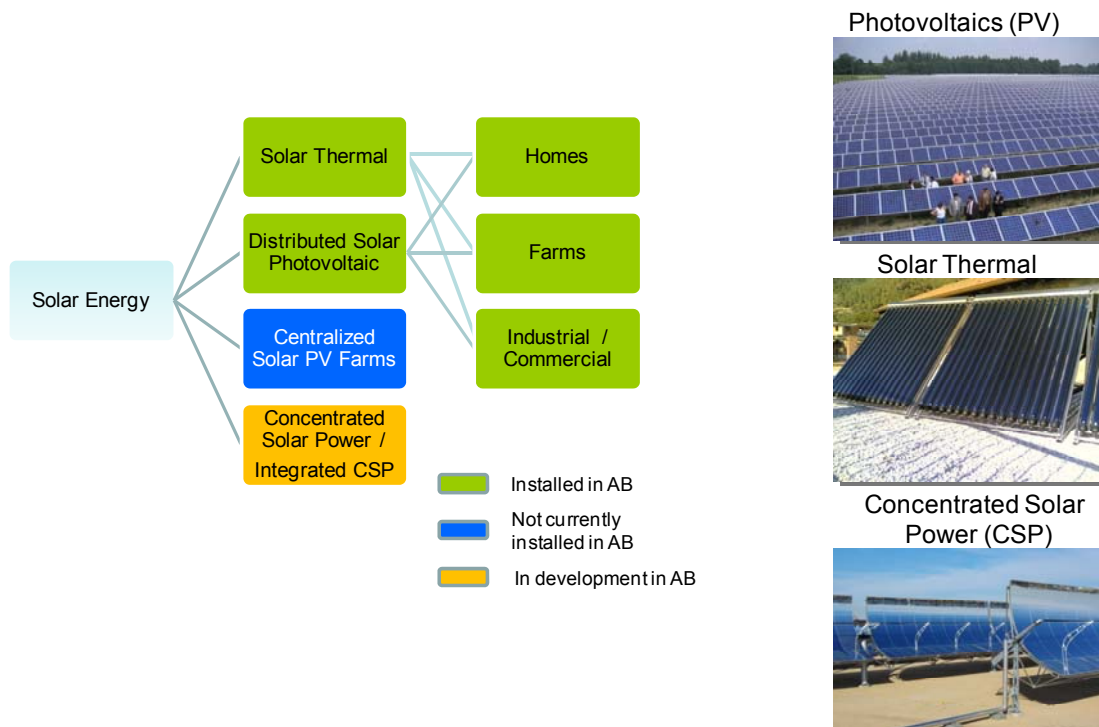 Photovoltaics (PV)
Solar Thermal
Homes
Distributed Solar
Photovoltaic
Farms
Solar Energy
Centralized
Solar PV Farms
Industrial /
Commercial
Concentrated
Solar Power /
Integrated CSP
Installed in AB
Not currently
installed in AB
In development in AB
Solar Thermal
Concentrated Solar
Power (CSP)